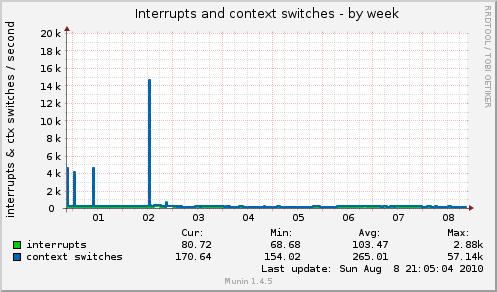 Interrupts and context switches - by week
RRDTOOL / TOBI OETIKER
interrupts & ctx switches / second
20 k
18 k
16 k
14 k
12 k
10 k
8 k
6 k
4 k
2 k
0
01 02 03 04 05 06 07 08
Cur: Min: Avg: Max:
interrupts 80.72 68.68 103.47 2.88k
context switches 170.64 154.02 265.01 57.14k
Last update: Sun Aug 8 21:05:04 2010
Munin 1.4.5